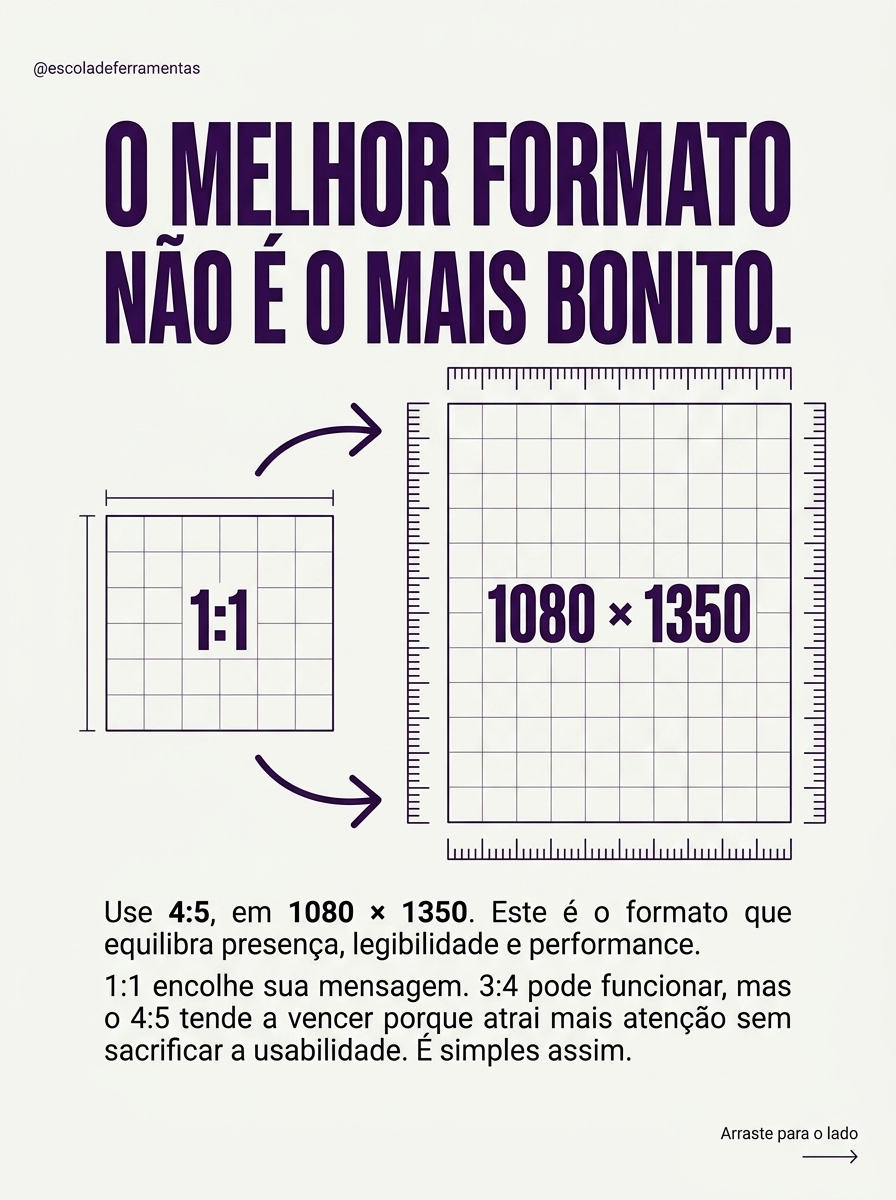 @escoladeferramentas
O MELHOR FORMATO
NÃO É O MAIS BONITO.
1:1
1080 × 1350
Use 4:5, em 1080 × 1350. Este é o formato que
equilibra presença, legibilidade e performance.
1:1 encolhe sua mensagem. 3:4 pode funcionar, mas
o 4:5 tende a vencer porque atrai mais atenção sem
sacrificar a usabilidade. É simples assim.
Arraste para o lado